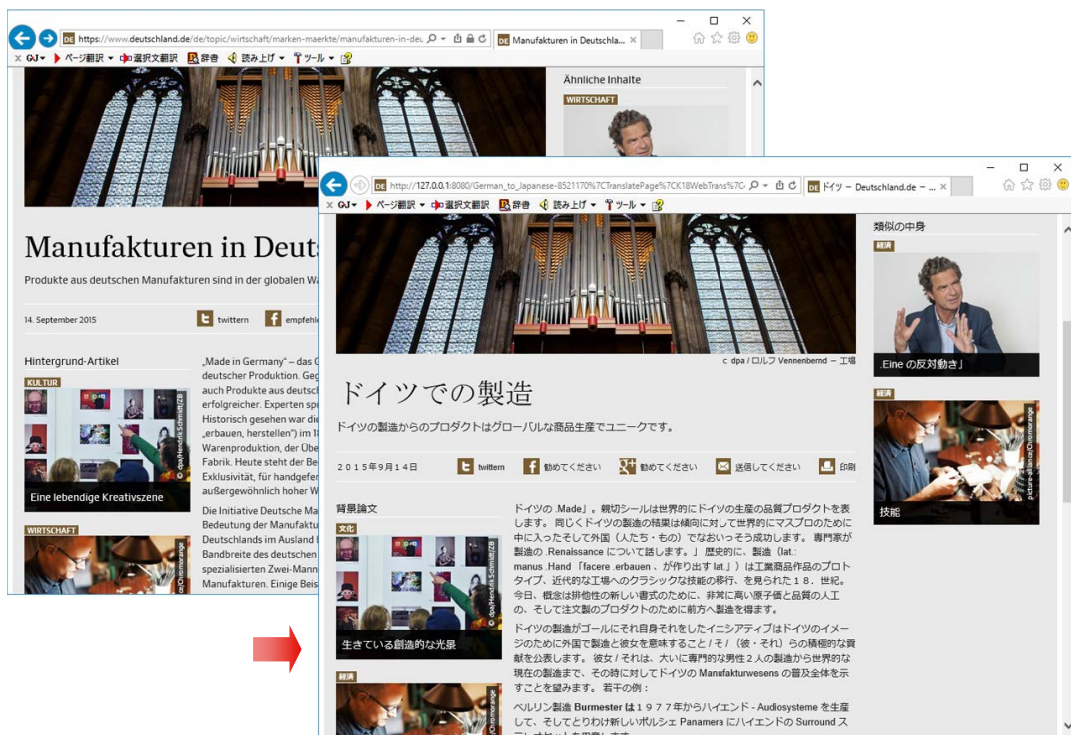 https://www.deutschland.de/de/topic/wirtschaft/marken-maerkte/manufakturen-in-deu
DE Manufakturen in Deutschla... ×
× GJ ページ翻訳 選択文翻訳 辞書 読み上げ ツール
Ähnliche Inhalte
WIRTSCHAFT
Manufakturen in Deuts
Produkte aus deutschen Manufakturen sind in der globalen Wa
14. September 2015
twittern
empfehle
Hintergrund-Artikel
KULTUR
© dpa/Hendrik Schmidt/ZB
Eine lebendige Kreativszene
WIRTSCHAFT
„Made in Germany“ – das G
deutscher Produktion. Geg
auch Produkte aus deutsc
erfolgreicher. Experten spr
Historisch gesehen war die
„erbauen, herstellen“) im 18
Warenproduktion, der Übe
Fabrik. Heute steht der Be
Exklusivität, für handgefer
außergewöhnlich hoher W
Die Initiative Deutsche Ma
Bedeutung der Manufaktu
Deutschlands im Ausland
Bandbreite des deutschen
spezialisierten Zwei-Mann
Manufakturen. Einige Beis
http://127.0.0.1:8080/German_to_Japanese-8521170%7CTranslatePage%7CK18WebTrans%7C
DE ドイツ – Deutschland.de – ... ×
× GJ ページ翻訳 選択文翻訳 辞書 読み上げ ツール
c dpa / ロルフ Vennenbernd – 工場
ドイツでの製造
ドイツの製造からのプロダクトはグローバルな商品生産でユニークです。
２０１５年９月１４日
twittern
勧めてください
勧めてください
送信してください
印刷
背景論文
文化
© dpa/Hendrik Schmidt/ZB
生きている創造的な光景
経済
ドイツの .Made」。親切シールは世界的にドイツの生産の品質プロダクトを表
します。 同じくドイツの製造の結果は傾向に対して世界的にマスプロのために
中に入ったそして外国（人たち・もの）でなおいっそう成功します。 専門家が
製造の .Renaissance について話します。」 歴史的に、製造（lat.:
manus .Hand 「facere .erbauen 、が作り出す lat.」）は工業商品作品のプロト
タイプ、近代的な工場へのクラシックな技能の移行、を見られた１８．世紀。
今日、概念は排他性の新しい書式のために、非常に高い原子価と品質の人工
の、そして注文製のプロダクトのために前方へ製造を得ます。
ドイツの製造がゴールにそれ自身それをしたイニシアティブはドイツのイメー
ジのために外国で製造と彼女を意味すること / そ /（彼・それ）らの積極的な貢
献を公表します。 彼女 / それは、大いに専門的な男性２人の製造から世界的な
現在の製造まで、その時に対してドイツの Manufakturwesens の普及全体を示
すことを望みます。 若干の例：
ベルリン製造 Burmester は１９７７年からハイエンド - Audiosysteme を生産
して、そしてとりわけ新しいポルシェ Panamera にハイエンドの Surround ス
類似の中身
経済
.Eine の反対動き」
経済
picture-alliance/Chromorange
技能